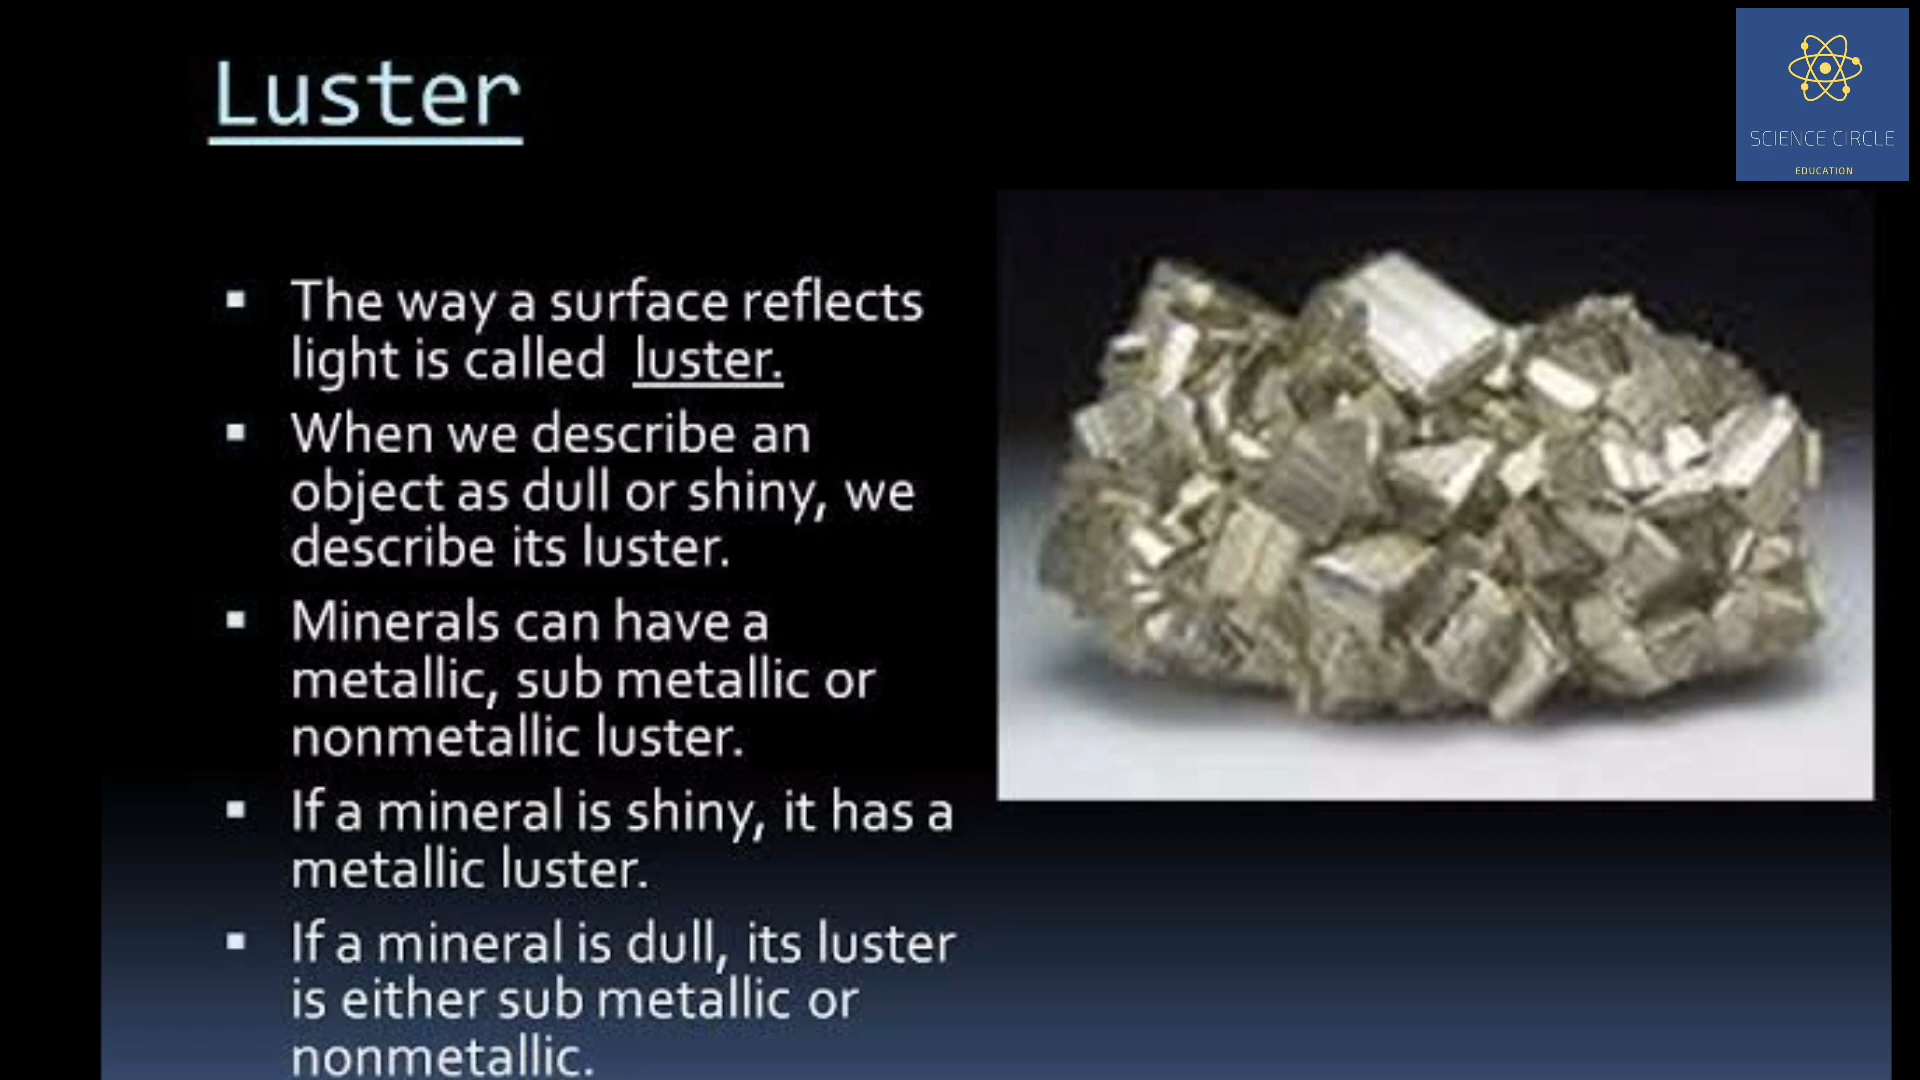 Luster
SCIENCE CIRCLE
EDUCATION
▪ The way a surface reflects
light is called luster.
▪ When we describe an
object as dull or shiny, we
describe its luster.
▪ Minerals can have a
metallic, sub metallic or
nonmetallic luster.
▪ If a mineral is shiny, it has a
metallic luster.
▪ If a mineral is dull, its luster
is either sub metallic or
nonmetallic.